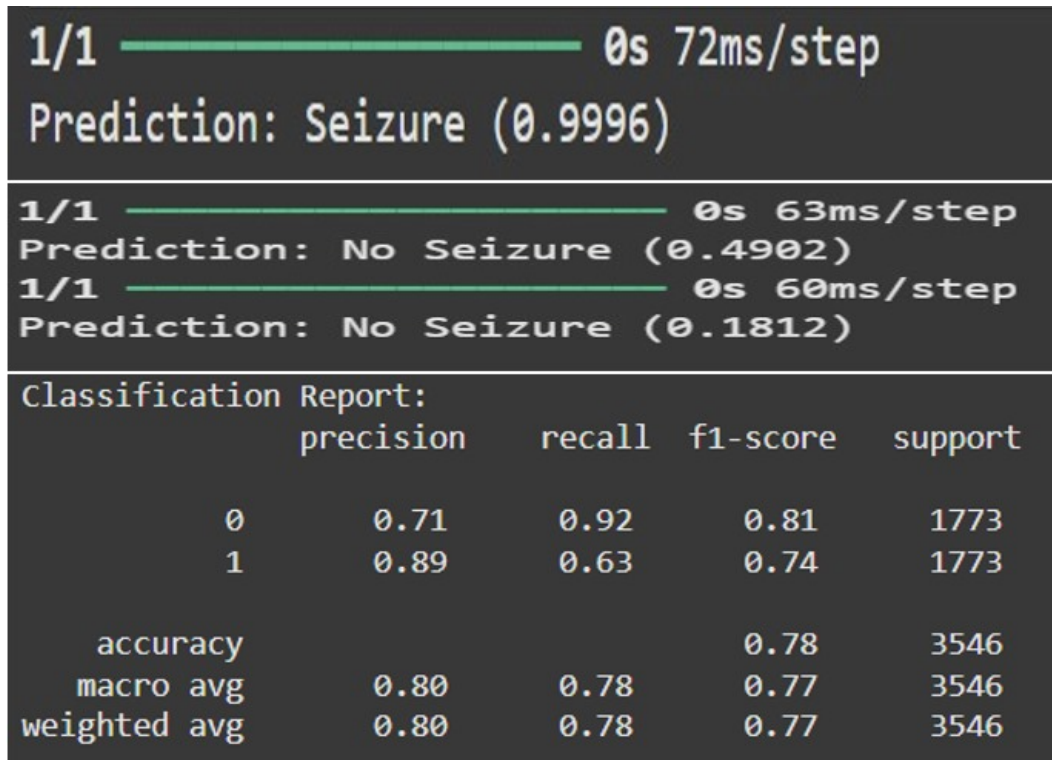 1/1 ━━━━━━━━━━━━━━━━━━━━ 0s 72ms/step
Prediction: Seizure (0.9996)
1/1 ━━━━━━━━━━━━━━━━━━━━ 0s 63ms/step
Prediction: No Seizure (0.4902)
1/1 ━━━━━━━━━━━━━━━━━━━━ 0s 60ms/step
Prediction: No Seizure (0.1812)
Classification Report:
precision recall f1-score support
0 0.71 0.92 0.81 1773
1 0.89 0.63 0.74 1773
accuracy 0.78 3546
macro avg 0.80 0.78 0.77 3546
weighted avg 0.80 0.78 0.77 3546